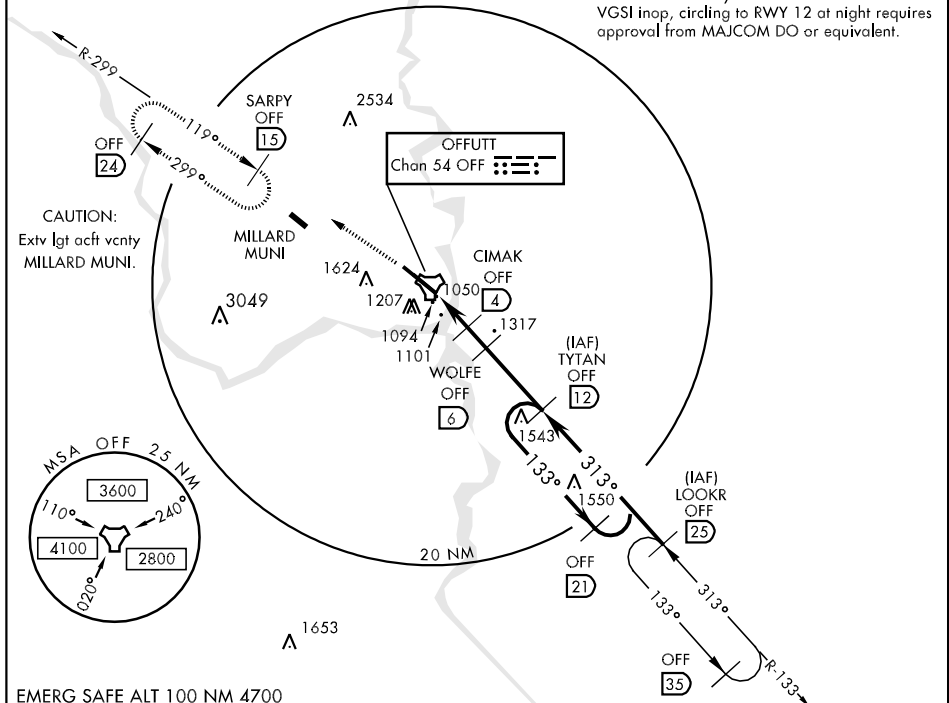 VGSI inop, circling to RWY 12 at night requires
approval from MAJCOM DO or equivalent.
R-299
SARPY
OFF
15
2534
119°
OFF
24
299°
OFFUTT
Chan 54 OFF
CAUTION:
Extv lgt acft vcnty
MILLARD MUNI.
MILLARD
MUNI
CIMAK
OFF
4
1624
1050
3049
1207
1317
1094
1101
WOLFE
OFF
6
(IAF)
TYTAN
OFF
12
1543
133°
313°
1550
(IAF)
LOOKR
OFF
25
MSA OFF 25 NM
3600
110°
240°
4100
2800
020°
20 NM
OFF
21
133°
313°
1653
OFF
35
R-133
EMERG SAFE ALT 100 NM 4700